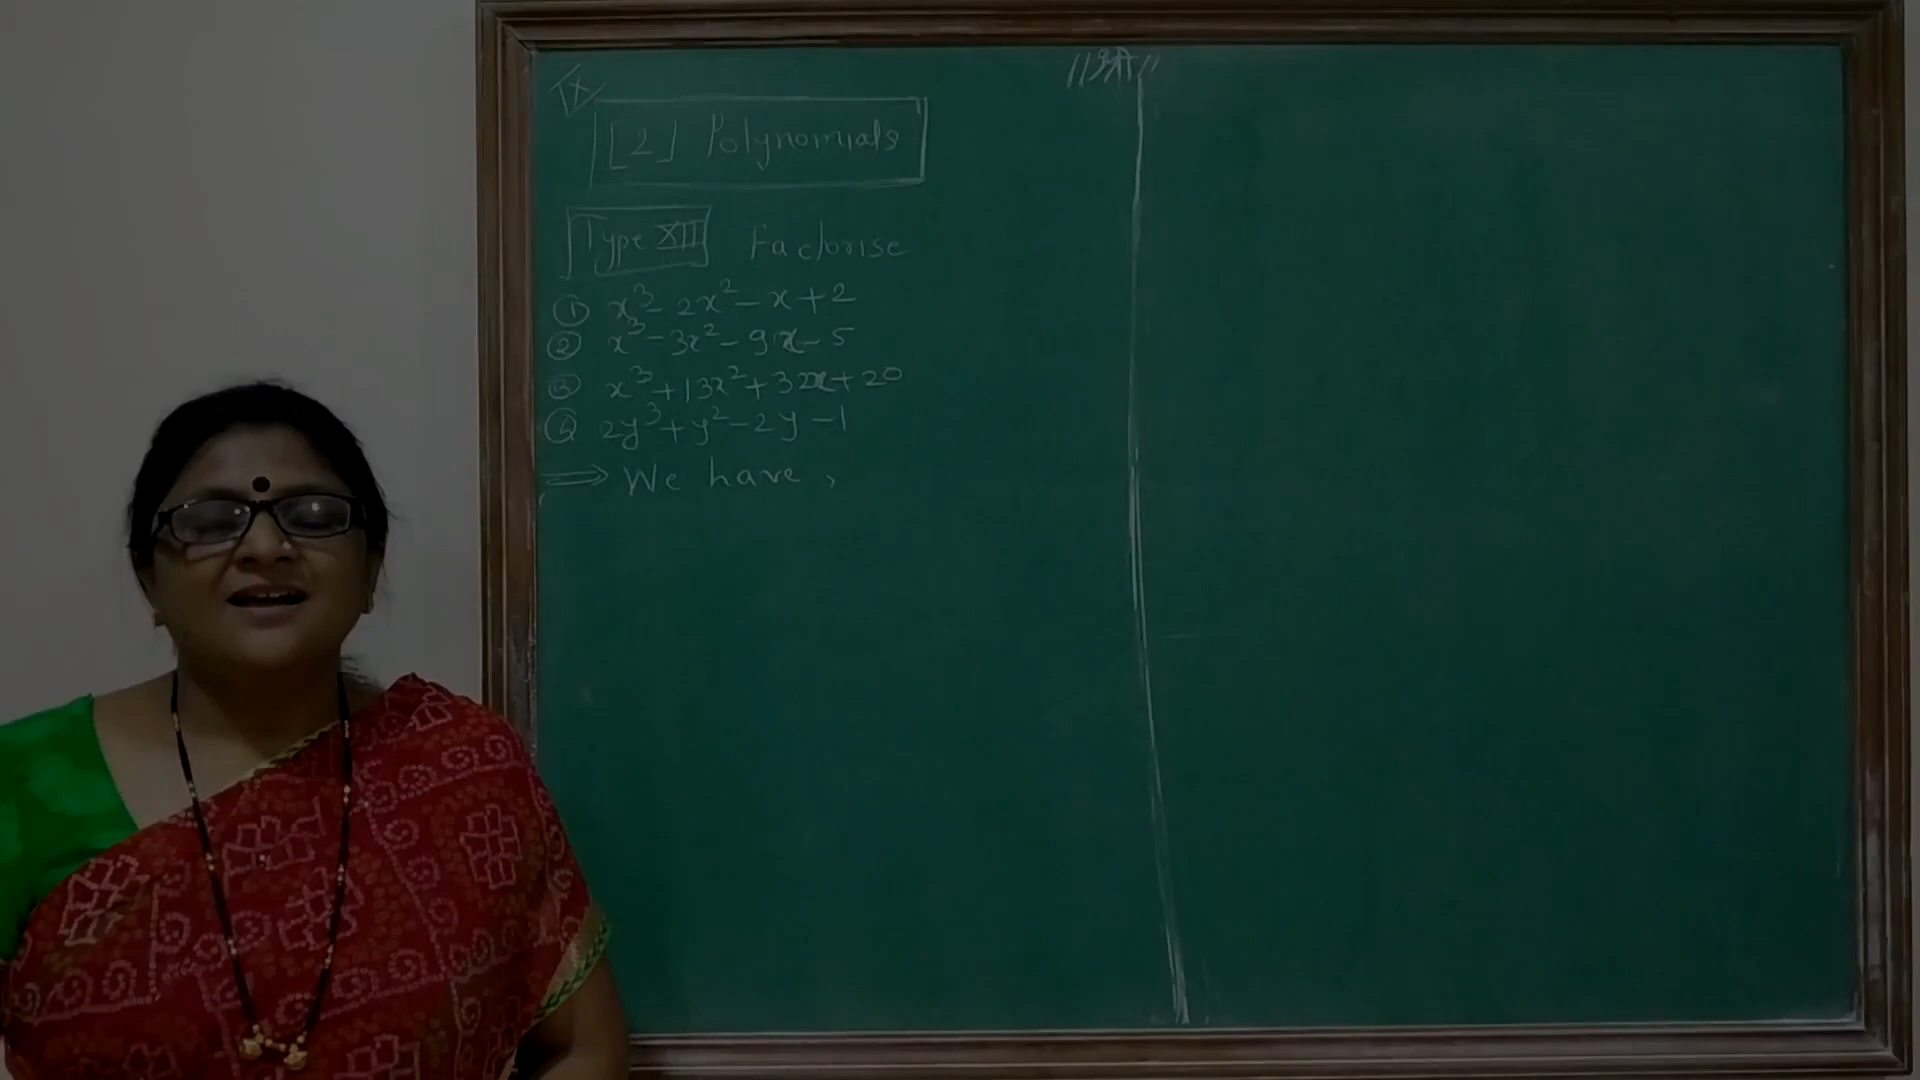 IX
॥ श्री ॥
[2] Polynomials
Type XII Factorise
① x³ - 2x² - x + 2
② x³ - 3x² - 9x - 5
③ x³ + 13x² + 32x + 20
④ 2y³ + y² - 2y - 1
⟹ We have ,